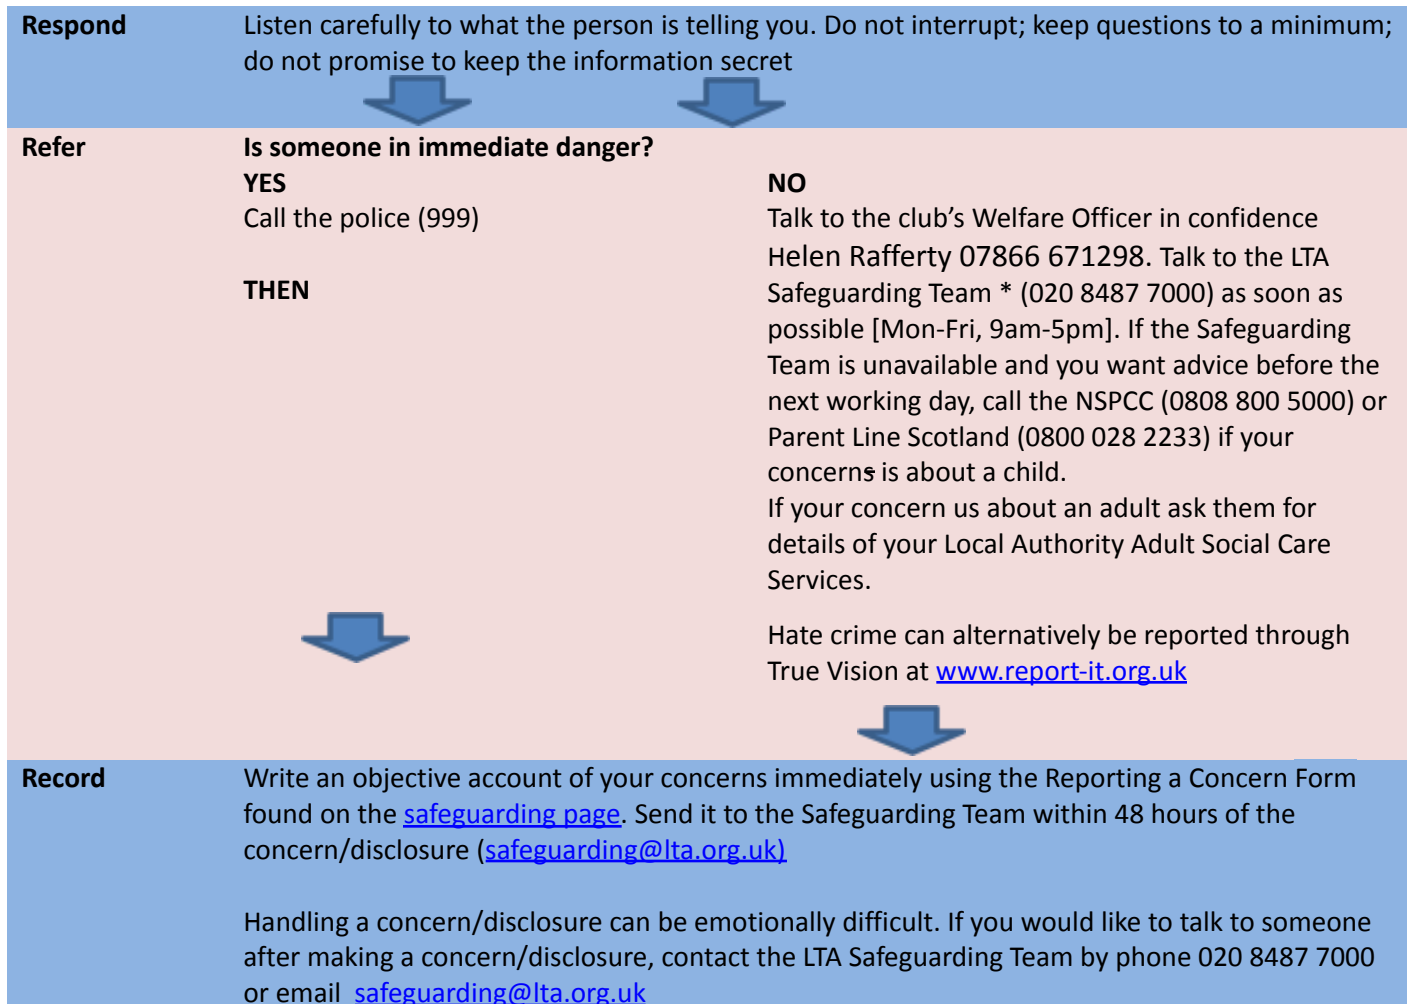 Respond
Listen carefully to what the person is telling you. Do not interrupt; keep questions to a minimum;
do not promise to keep the information secret
Refer
Is someone in immediate danger?
YES
Call the police (999)
THEN
NO
Talk to the club’s Welfare Officer in confidence
Helen Rafferty 07866 671298. Talk to the LTA
Safeguarding Team * (020 8487 7000) as soon as
possible [Mon-Fri, 9am-5pm]. If the Safeguarding
Team is unavailable and you want advice before the
next working day, call the NSPCC (0808 800 5000) or
Parent Line Scotland (0800 028 2233) if your
concerns is about a child.
If your concern us about an adult ask them for
details of your Local Authority Adult Social Care
Services.
Hate crime can alternatively be reported through
True Vision at www.report-it.org.uk
Record
Write an objective account of your concerns immediately using the Reporting a Concern Form
found on the safeguarding page. Send it to the Safeguarding Team within 48 hours of the
concern/disclosure (safeguarding@lta.org.uk)
Handling a concern/disclosure can be emotionally difficult. If you would like to talk to someone
after making a concern/disclosure, contact the LTA Safeguarding Team by phone 020 8487 7000
or email safeguarding@lta.org.uk